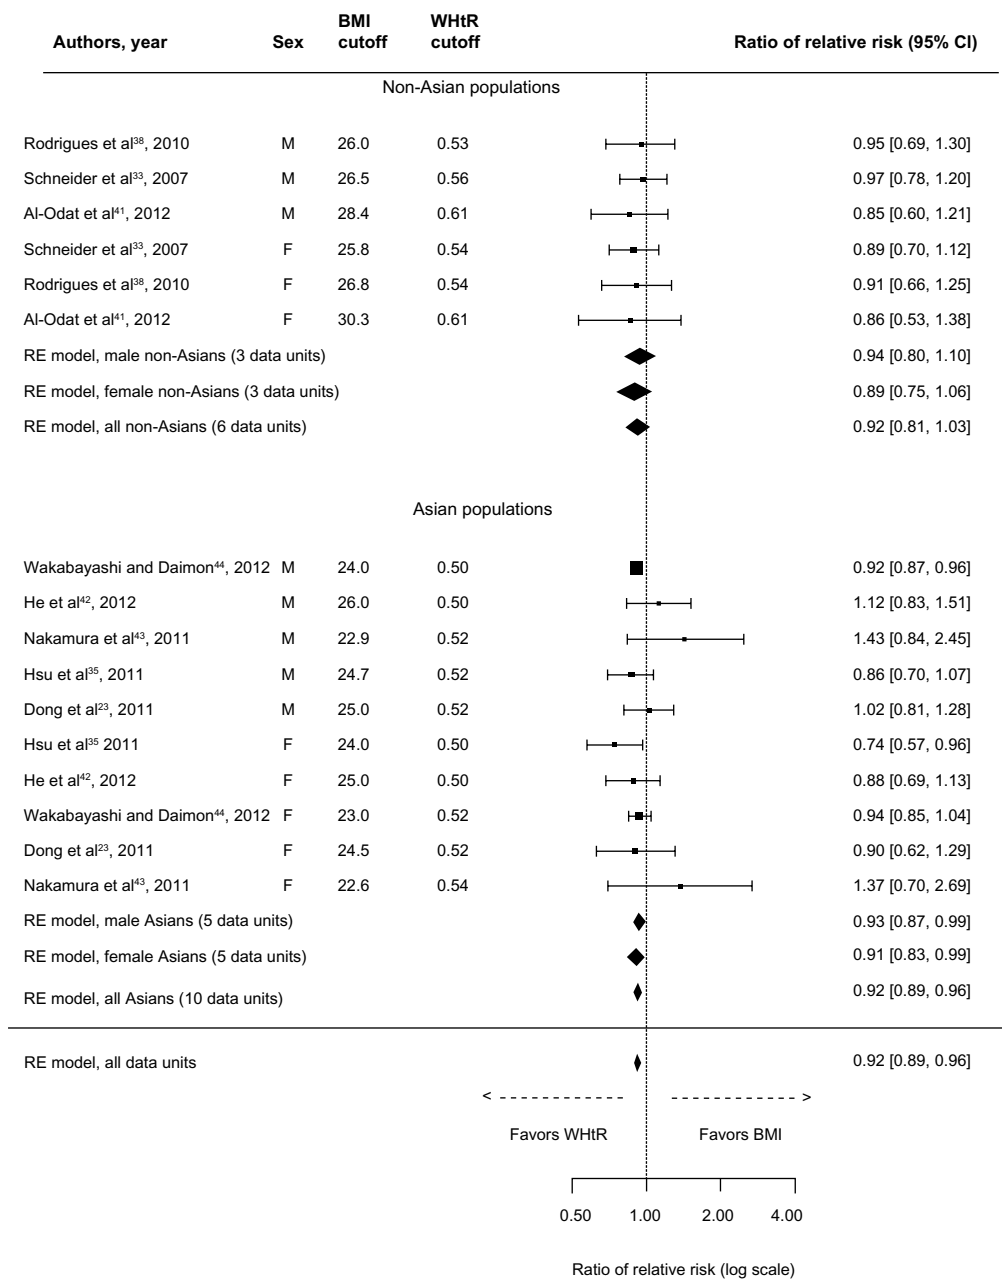 Authors, year Sex BMI cutoff WHtR cutoff Ratio of relative risk (95% CI)
Non-Asian populations
Rodrigues et al³⁸, 2010 M 26.0 0.53 0.95 [0.69, 1.30]
Schneider et al³³, 2007 M 26.5 0.56 0.97 [0.78, 1.20]
Al-Odat et al⁴¹, 2012 M 28.4 0.61 0.85 [0.60, 1.21]
Schneider et al³³, 2007 F 25.8 0.54 0.89 [0.70, 1.12]
Rodrigues et al³⁸, 2010 F 26.8 0.54 0.91 [0.66, 1.25]
Al-Odat et al⁴¹, 2012 F 30.3 0.61 0.86 [0.53, 1.38]
RE model, male non-Asians (3 data units) 0.94 [0.80, 1.10]
RE model, female non-Asians (3 data units) 0.89 [0.75, 1.06]
RE model, all non-Asians (6 data units) 0.92 [0.81, 1.03]
Asian populations
Wakabayashi and Daimon⁴⁴, 2012 M 24.0 0.50 0.92 [0.87, 0.96]
He et al⁴², 2012 M 26.0 0.50 1.12 [0.83, 1.51]
Nakamura et al⁴³, 2011 M 22.9 0.52 1.43 [0.84, 2.45]
Hsu et al³⁵, 2011 M 24.7 0.52 0.86 [0.70, 1.07]
Dong et al²³, 2011 M 25.0 0.52 1.02 [0.81, 1.28]
Hsu et al³⁵ 2011 F 24.0 0.50 0.74 [0.57, 0.96]
He et al⁴², 2012 F 25.0 0.50 0.88 [0.69, 1.13]
Wakabayashi and Daimon⁴⁴, 2012 F 23.0 0.52 0.94 [0.85, 1.04]
Dong et al²³, 2011 F 24.5 0.52 0.90 [0.62, 1.29]
Nakamura et al⁴³, 2011 F 22.6 0.54 1.37 [0.70, 2.69]
RE model, male Asians (5 data units) 0.93 [0.87, 0.99]
RE model, female Asians (5 data units) 0.91 [0.83, 0.99]
RE model, all Asians (10 data units) 0.92 [0.89, 0.96]
RE model, all data units 0.92 [0.89, 0.96]
Favors WHtR Favors BMI
0.50 1.00 2.00 4.00
Ratio of relative risk (log scale)